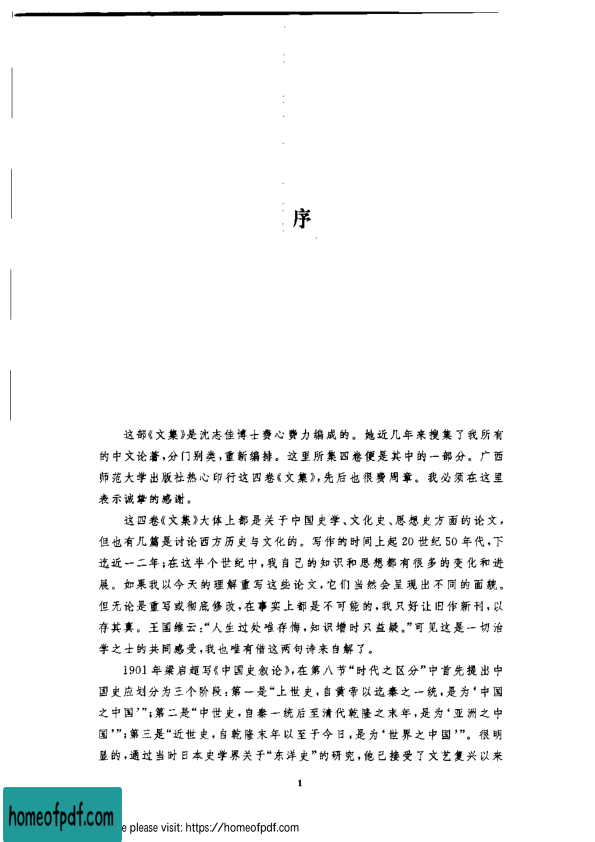 序
这部《文集》是沈志佳博士费心费力编成的。她近几年来搜集了我所有
的中文论著，分门别类，重新编排。这里所集四卷便是其中的一部分。广西
师范大学出版社热心印行这四卷《文集》，先后也很费周章。我必须在这里
表示诚挚的感谢。
这四卷《文集》大体上都是关于中国史学、文化史、思想史方面的论文，
但也有几篇是讨论西方历史与文化的。写作的时间上起20世纪50年代，下
迄近一二年；在这半个世纪中，我自己的知识和思想都有很多的变化和进
展。如果我以今天的理解重写这些论文，它们当然会呈现出不同的面貌。
但无论是重写或彻底修改，在事实上都是不可能的，我只好让旧作新刊，以
存其真。王国维云：“人生过处唯存悔，知识增时只益疑。”可见这是一切治
学之士的共同感受，我也唯有借这两句诗来自解了。
1901年梁启超写《中国史叙论》，在第八节“时代之区分”中首先提出中
国史应划分为三个阶段：第一是“上世史，自黄帝以迄秦之一统，是为‘中国
之中国’”；第二是“中世史，自秦一统后至清代乾隆之末年，是为‘亚洲之中
国’”；第三是“近世史，自乾隆末年以至于今日，是为‘世界之中国’”。很明
显的，通过当时日本史学界关于“东洋史”的研究，他已接受了文艺复兴以来
1
homeofpdf.com
e please visit: https://homeofpdf.com